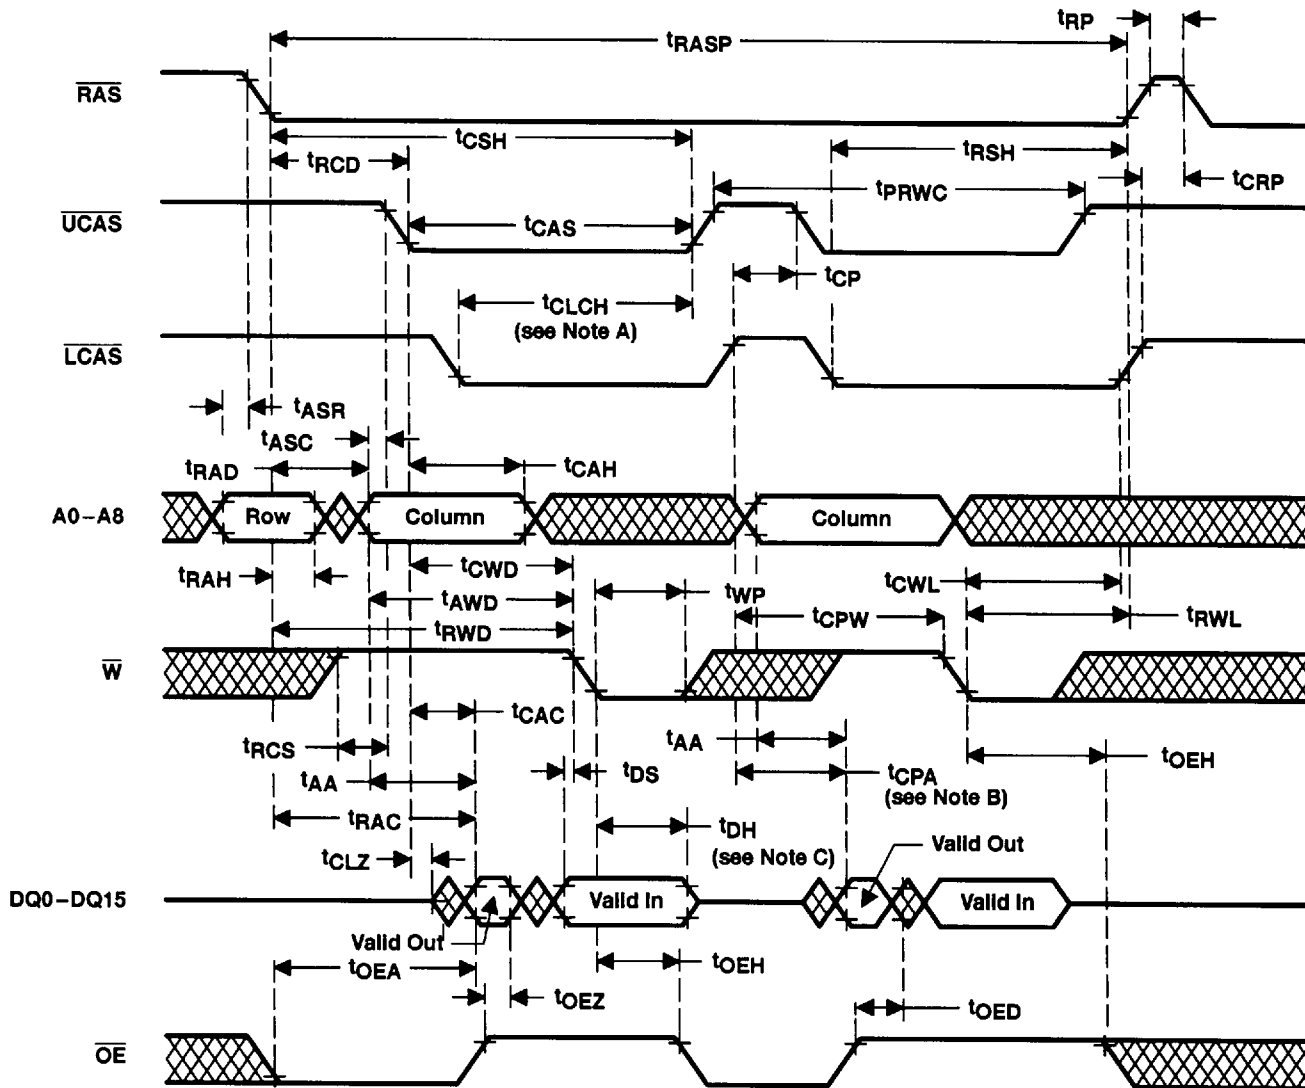 tRP
tRASP
RAS
tCSH
tRCD
tRSH
tCRP
tPRWC
UCAS
tCAS
tCP
tCLCH
(see Note A)
LCAS
tASR
tASC
tRAD
tCAH
A0–A8
Row
Column
Column
tRAH
tCWD
tWP
tCWL
tAWD
tCPW
tRWL
tRWD
W
tCAC
tRCS
tAA
tOEH
tAA
tDS
tCPA
(see Note B)
tRAC
tDH
(see Note C)
Valid Out
tCLZ
DQ0–DQ15
Valid In
Valid In
Valid Out
tOEA
tOEH
tOEZ
tOED
OE